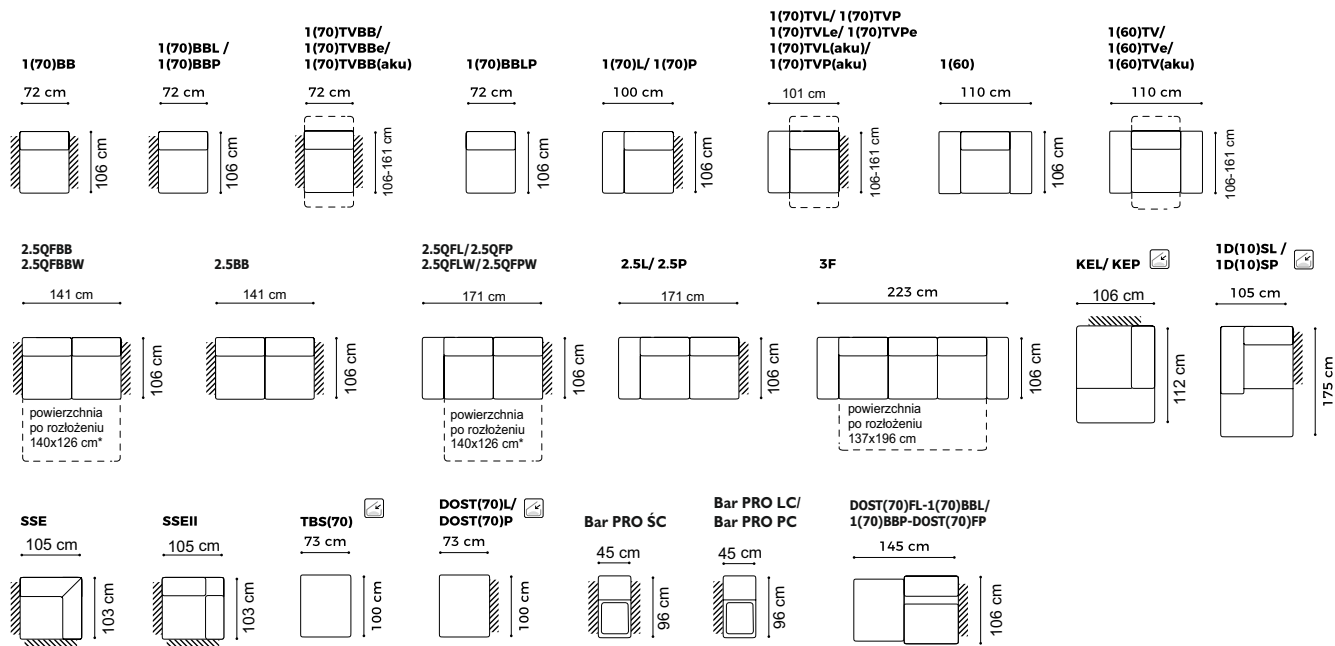 1(70)BB
72 cm
106 cm
1(70)BBL /
1(70)BBP
72 cm
106 cm
1(70)TVBB/
1(70)TVBBe/
1(70)TVBB(aku)
72 cm
106-161 cm
1(70)BBLP
72 cm
106 cm
1(70)L/ 1(70)P
100 cm
106 cm
1(70)TVL/ 1(70)TVP
1(70)TVLe/ 1(70)TVPe
1(70)TVL(aku)/
1(70)TVP(aku)
101 cm
106-161 cm
1(60)
110 cm
106 cm
1(60)TV/
1(60)TVe/
1(60)TV(aku)
110 cm
106-161 cm
2.5QFBB
2.5QFBBW
141 cm
106 cm
powierzchnia
po rozłożeniu
140x126 cm*
2.5BB
141 cm
106 cm
2.5QFL/2.5QFP
2.5QFLW/2.5QFPW
171 cm
106 cm
powierzchnia
po rozłożeniu
140x126 cm*
2.5L/ 2.5P
171 cm
106 cm
3F
223 cm
106 cm
powierzchnia
po rozłożeniu
137x196 cm
KEL/ KEP
106 cm
112 cm
1D(10)SL /
1D(10)SP
105 cm
175 cm
SSE
105 cm
103 cm
SSEII
105 cm
103 cm
TBS(70)
73 cm
100 cm
DOST(70)L/
DOST(70)P
73 cm
100 cm
Bar PRO ŚC
45 cm
96 cm
Bar PRO LC/
Bar PRO PC
45 cm
96 cm
DOST(70)FL-1(70)BBL/
1(70)BBP-DOST(70)FP
145 cm
106 cm